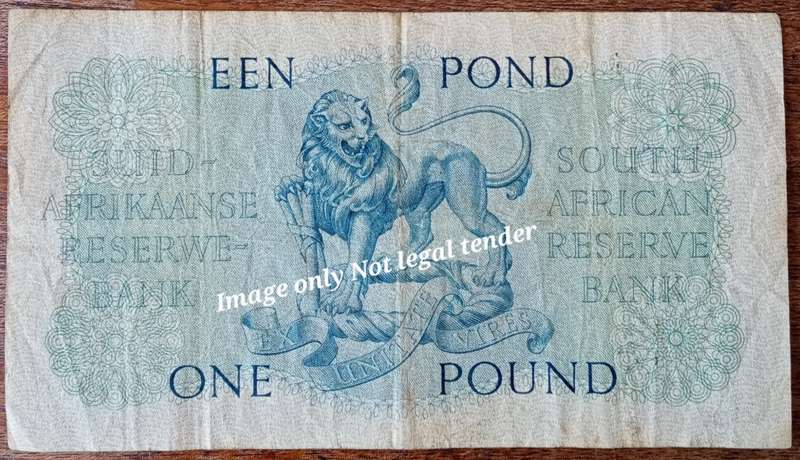 EEN POND
SUID-
AFRIKAANSE
RESERWE-
BANK
SOUTH
AFRICAN
RESERVE
BANK
Image only Not legal tender
EX UNITATE VIRES
ONE POUND